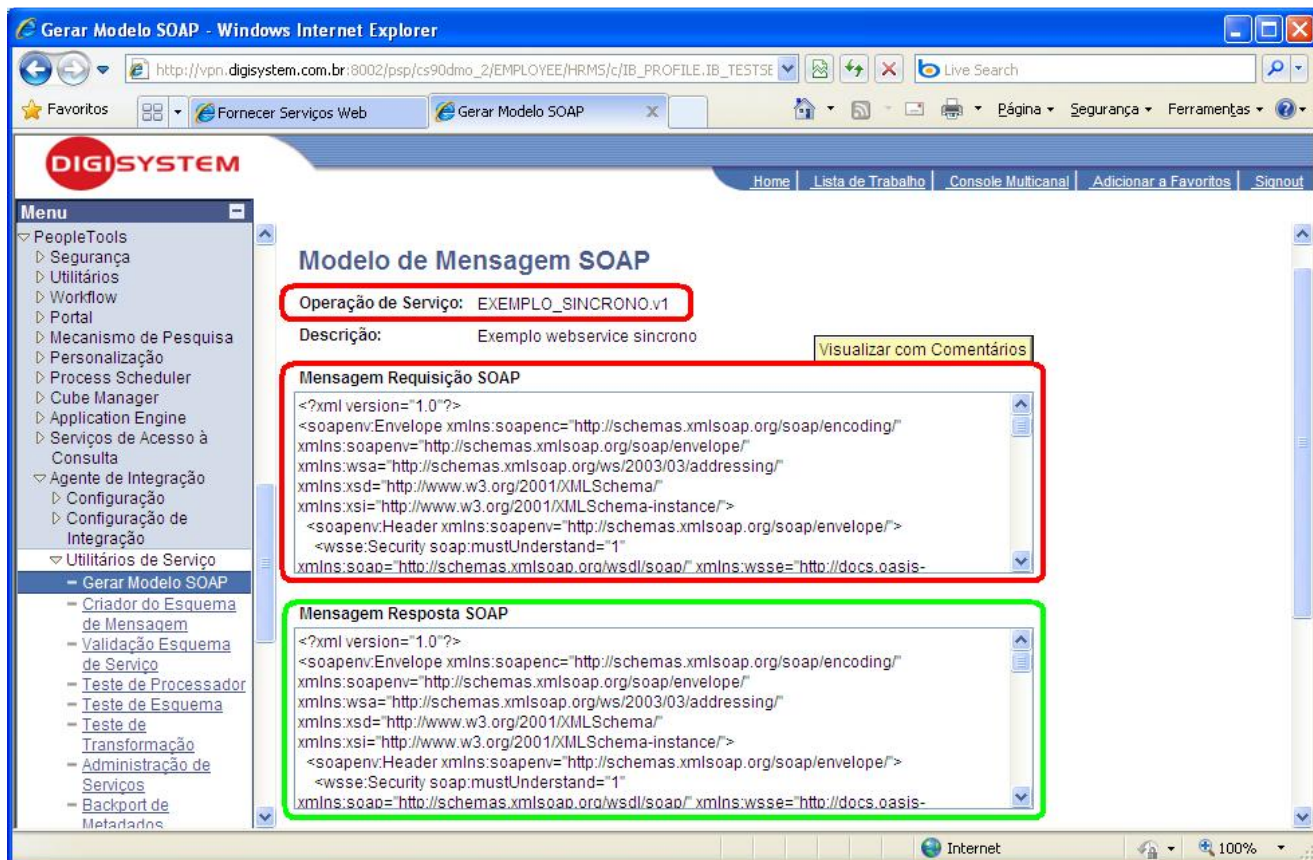 Gerar Modelo SOAP - Windows Internet Explorer
http://vpn.digisystem.com.br:8002/psp/cs90dmo_2/EMPLOYEE/HRMS/c/IB_PROFILE.IB_TESTSE
Live Search
Favoritos
Fornecer Serviços Web
Gerar Modelo SOAP
Página
Segurança
Ferramentas
DIGISYSTEM
Home
Lista de Trabalho
Console Multicanal
Adicionar a Favoritos
Signout
Menu
PeopleTools
Segurança
Utilitários
Workflow
Portal
Mecanismo de Pesquisa
Personalização
Process Scheduler
Cube Manager
Application Engine
Serviços de Acesso à
Consulta
Agente de Integração
Configuração
Configuração de
Integração
Utilitários de Serviço
Gerar Modelo SOAP
Criador do Esquema
de Mensagem
Validação Esquema
de Serviço
Teste de Processador
Teste de Esquema
Teste de
Transformação
Administração de
Serviços
Backport de
Metadados
Modelo de Mensagem SOAP
Operação de Serviço: EXEMPLO_SINCRONO.v1
Descrição: Exemplo webservice sincrono
Visualizar com Comentários
Mensagem Requisição SOAP
<?xml version="1.0"?>
<soapenv:Envelope xmlns:soapenc="http://schemas.xmlsoap.org/soap/encoding/"
xmlns:soapenv="http://schemas.xmlsoap.org/soap/envelope/"
xmlns:wsa="http://schemas.xmlsoap.org/ws/2003/03/addressing/"
xmlns:xsd="http://www.w3.org/2001/XMLSchema/"
xmlns:xsi="http://www.w3.org/2001/XMLSchema-instance/">
<soapenv:Header xmlns:soapenv="http://schemas.xmlsoap.org/soap/envelope/">
<wsse:Security soap:mustUnderstand="1"
xmlns:soap="http://schemas.xmlsoap.org/wsdl/soap/" xmlns:wsse="http://docs.oasis-
Mensagem Resposta SOAP
<?xml version="1.0"?>
<soapenv:Envelope xmlns:soapenc="http://schemas.xmlsoap.org/soap/encoding/"
xmlns:soapenv="http://schemas.xmlsoap.org/soap/envelope/"
xmlns:wsa="http://schemas.xmlsoap.org/ws/2003/03/addressing/"
xmlns:xsd="http://www.w3.org/2001/XMLSchema/"
xmlns:xsi="http://www.w3.org/2001/XMLSchema-instance/">
<soapenv:Header xmlns:soapenv="http://schemas.xmlsoap.org/soap/envelope/">
<wsse:Security soap:mustUnderstand="1"
xmlns:soap="http://schemas.xmlsoap.org/wsdl/soap/" xmlns:wsse="http://docs.oasis-
Internet
100%